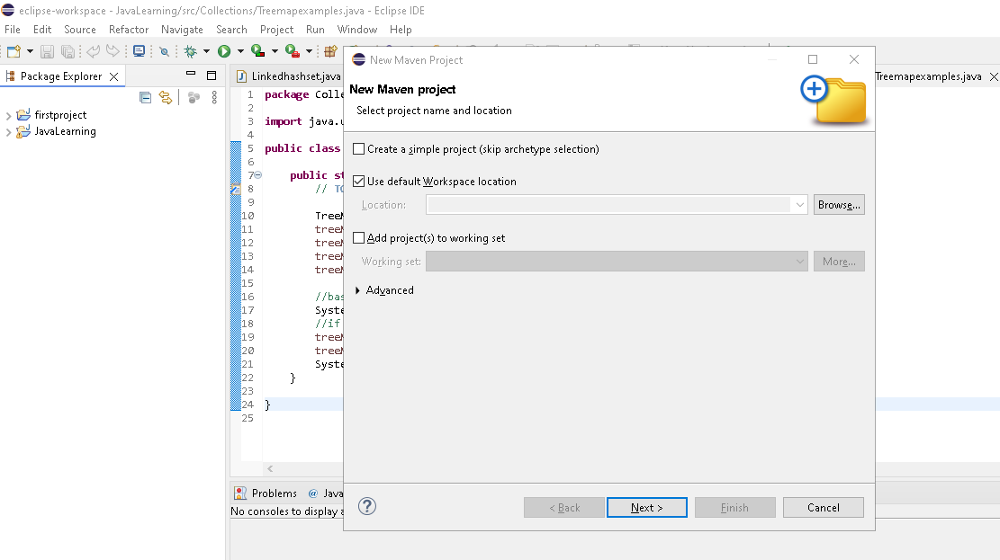 eclipse-workspace - JavaLearning/src/Collections/Treemapexamples.java - Eclipse IDE
File Edit Source Refactor Navigate Search Project Run Window Help
Package Explorer
firstproject
JavaLearning
Linkedhashset.java
Treemapexamples.java
1 package Colle
2
3 import java.u
4
5 public class
6
7 public st
8 // TO
9
10 TreeM
11 treeM
12 treeM
13 treeM
14 treeM
15
16 //bas
17 Syste
18 //if
19 treeM
20 treeM
21 Syste
22 }
23
24 }
25
Problems @ Java
No consoles to display a
New Maven Project
New Maven project
Select project name and location
Create a simple project (skip archetype selection)
Use default Workspace location
Location:
Browse...
Add project(s) to working set
Working set:
More...
Advanced
?
< Back
Next >
Finish
Cancel